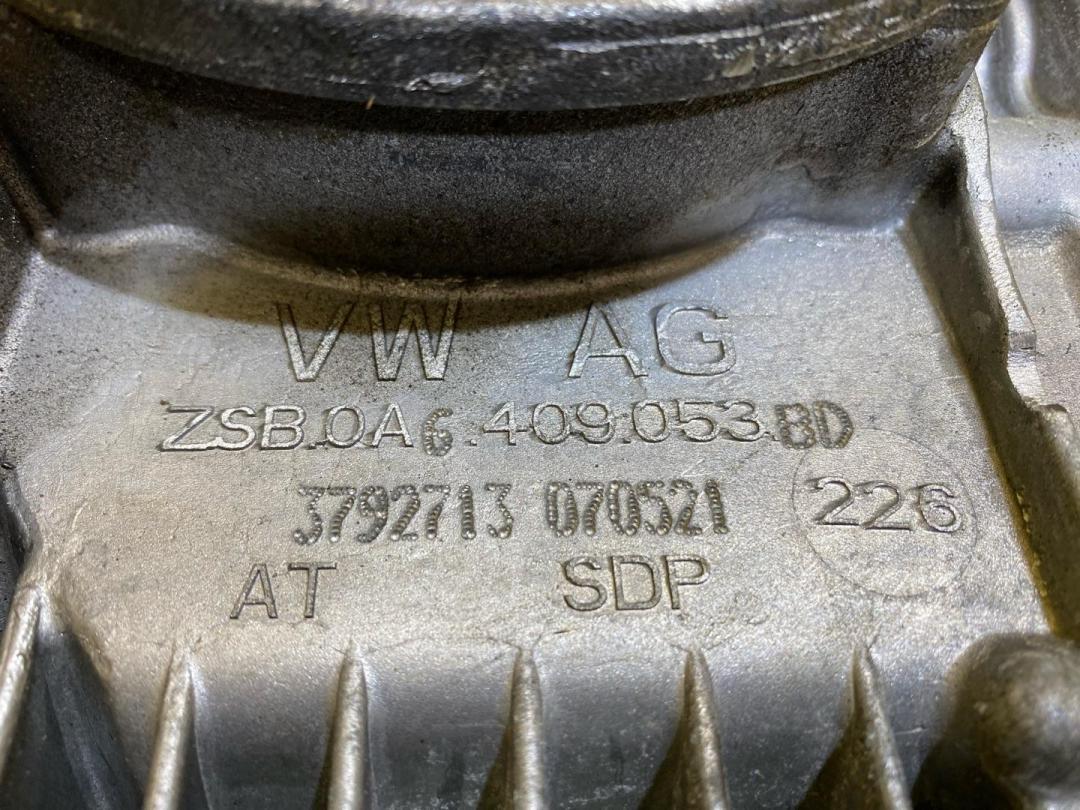 VW AG
ZSB.0A6.409.053.BD
3792713 070521
226
AT SDP